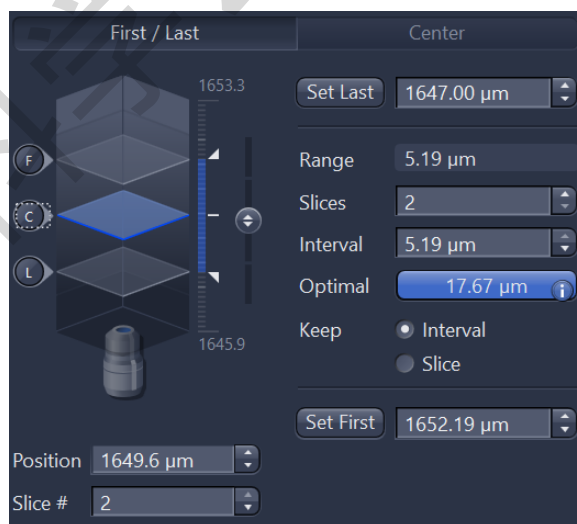 First / Last
Center
1653.3
F
C
L
1645.9
Position 1649.6 µm
Slice # 2
Set Last 1647.00 µm
Range 5.19 µm
Slices 2
Interval 5.19 µm
Optimal 17.67 µm i
Keep Interval
Slice
Set First 1652.19 µm